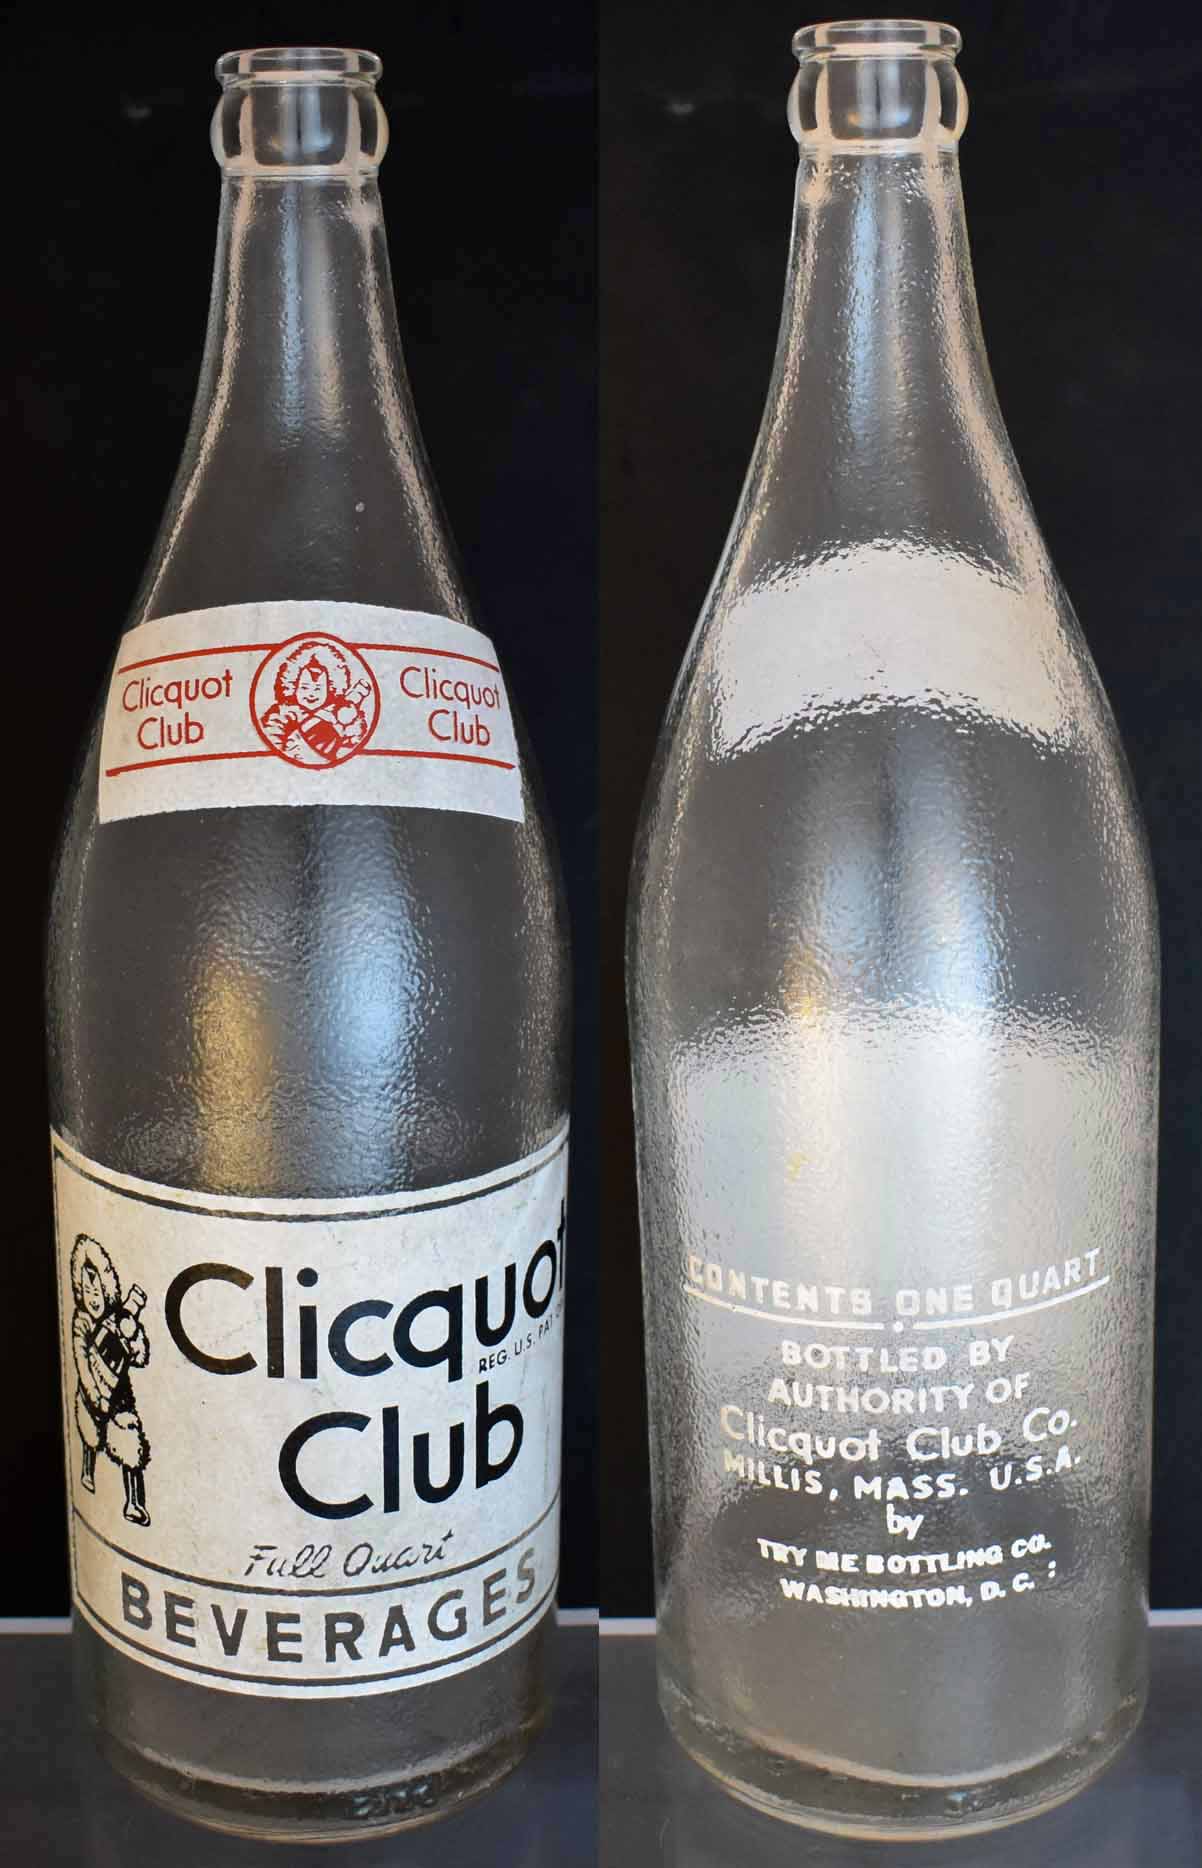 Clicquot Club
Clicquot Club
Clicquot
REG. U.S. PAT.
Club
Full Quart
BEVERAGES
CONTENTS ONE QUART
BOTTLED BY
AUTHORITY OF
Clicquot Club Co.
MILLIS, MASS. U.S.A.
by
TRY ME BOTTLING CO.
WASHINGTON, D. C.